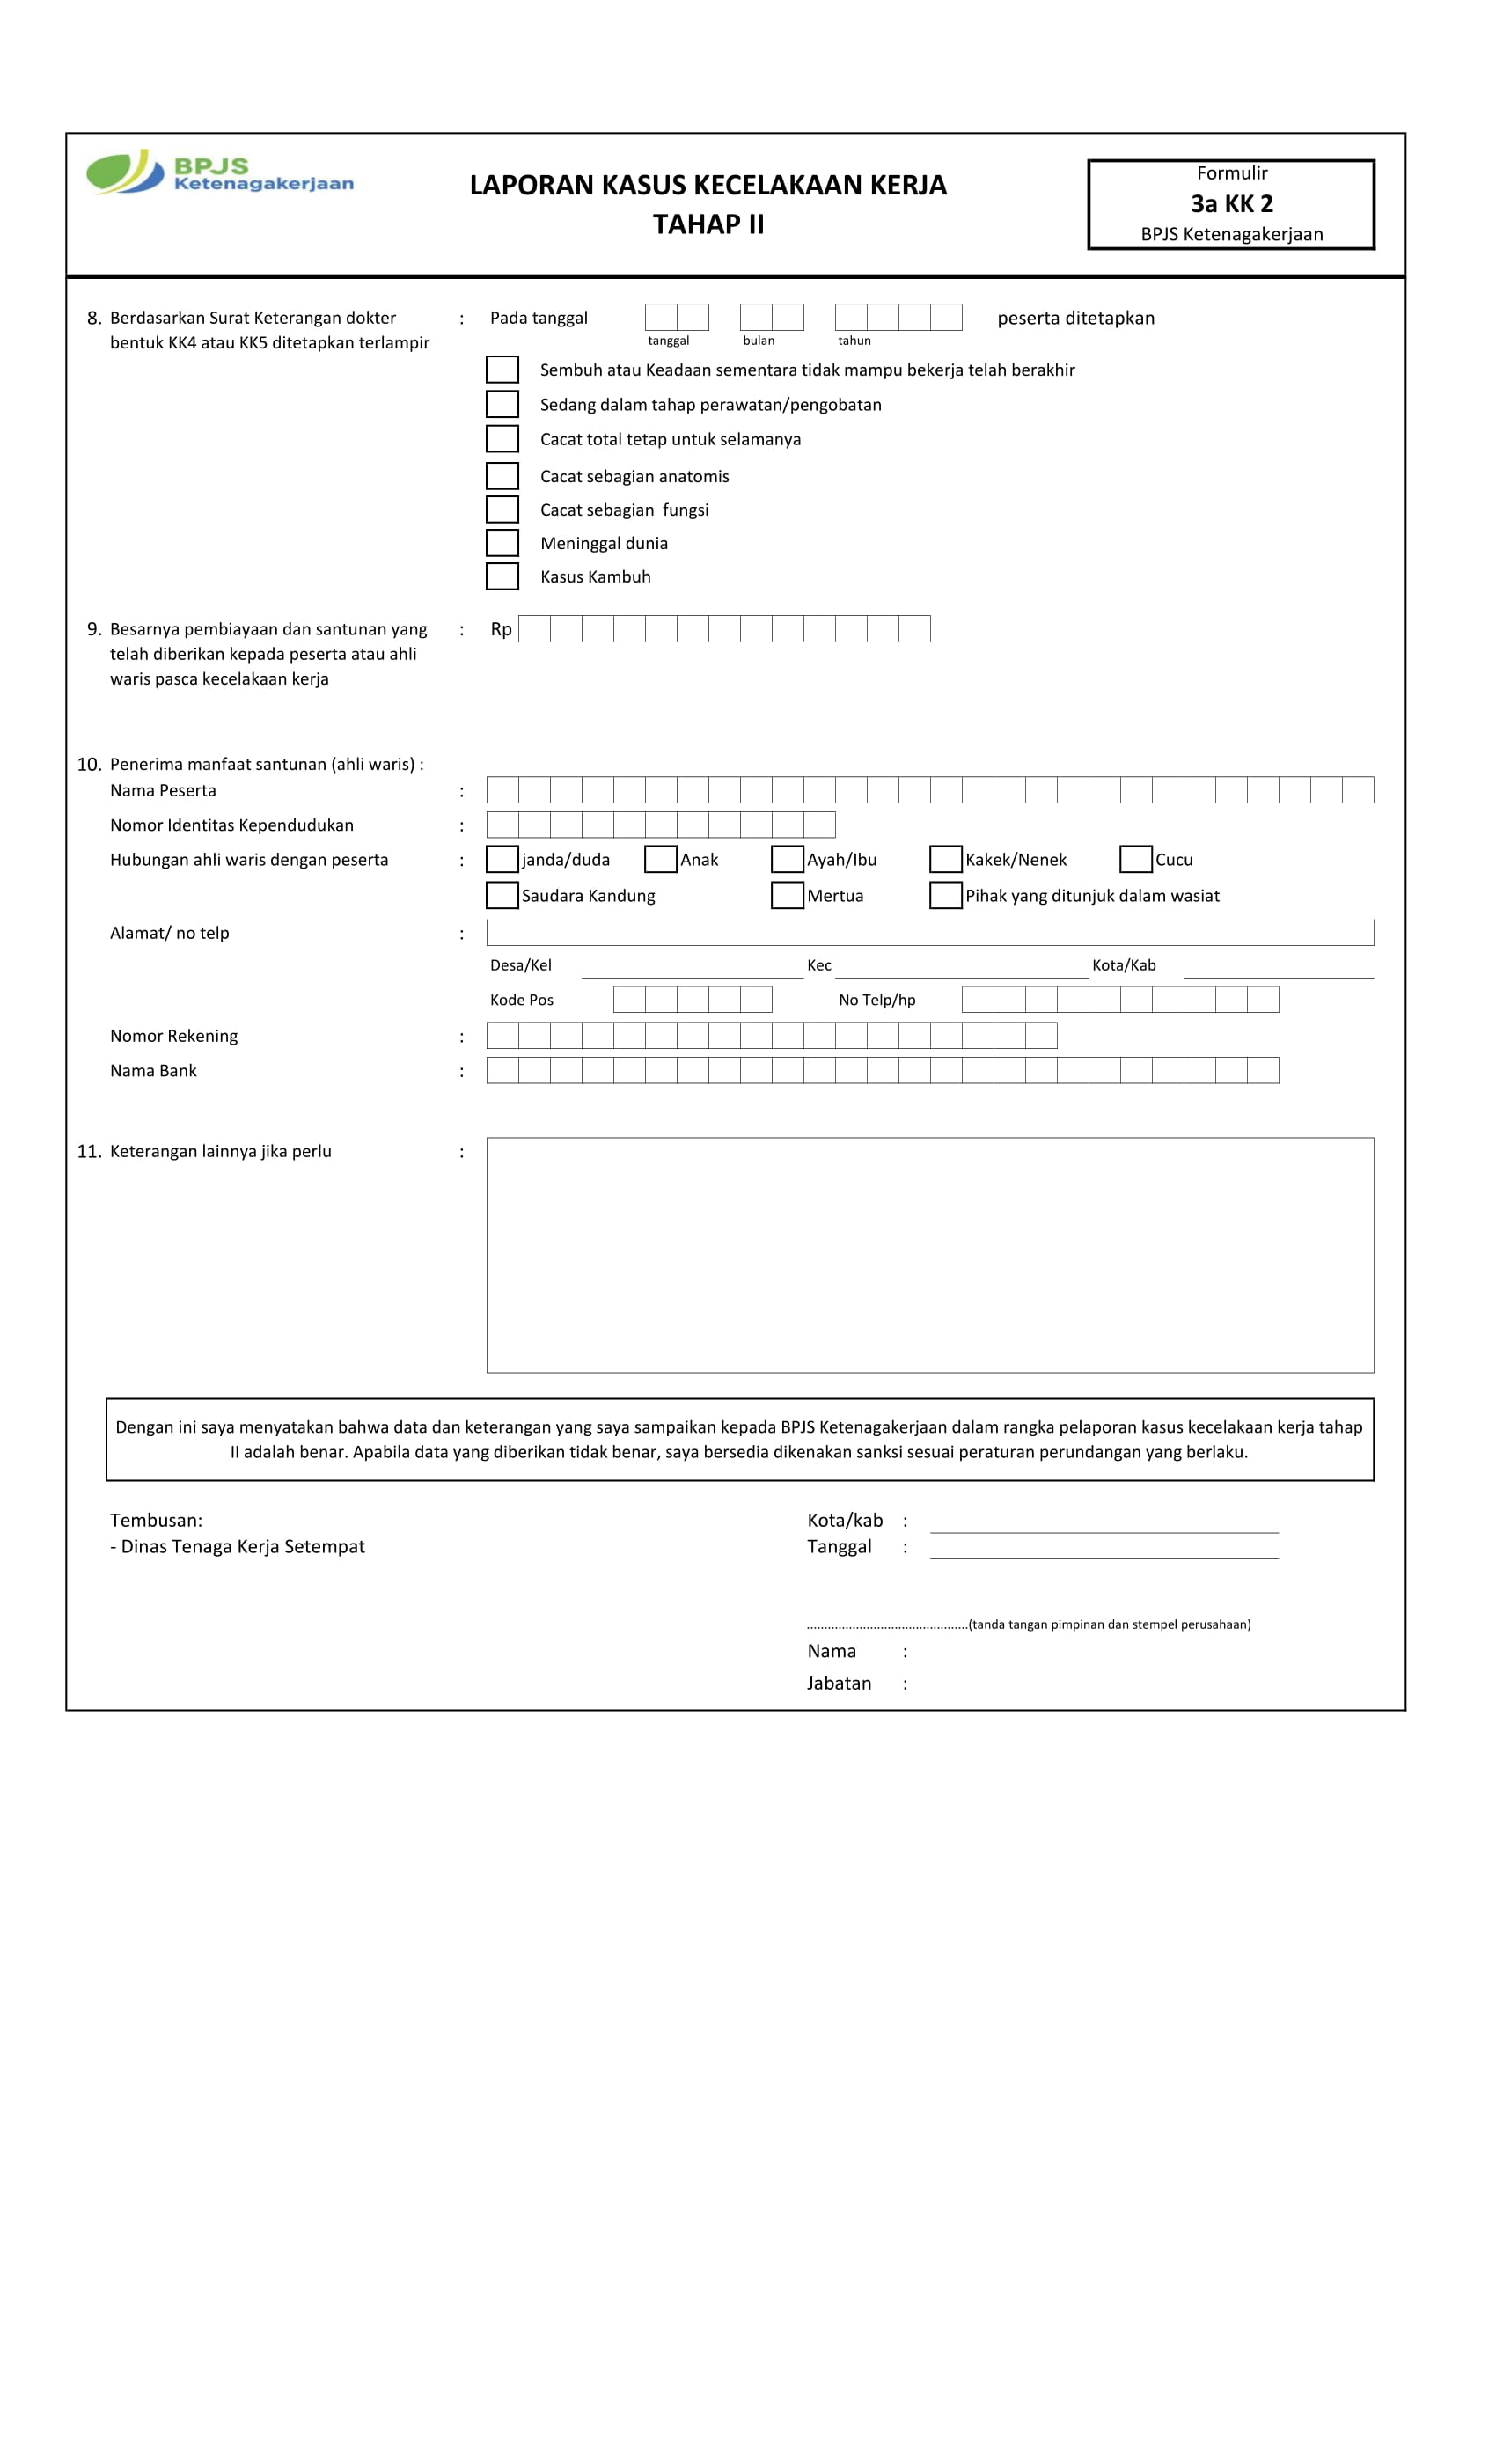 BPJS
Ketenagakerjaan
LAPORAN KASUS KECELAKAAN KERJA
TAHAP II
Formulir
3a KK 2
BPJS Ketenagakerjaan
8. Berdasarkan Surat Keterangan dokter : Pada tanggal peserta ditetapkan
bentuk KK4 atau KK5 ditetapkan terlampir tanggal bulan tahun
Sembuh atau Keadaan sementara tidak mampu bekerja telah berakhir
Sedang dalam tahap perawatan/pengobatan
Cacat total tetap untuk selamanya
Cacat sebagian anatomis
Cacat sebagian fungsi
Meninggal dunia
Kasus Kambuh
9. Besarnya pembiayaan dan santunan yang : Rp
telah diberikan kepada peserta atau ahli
waris pasca kecelakaan kerja
10. Penerima manfaat santunan (ahli waris) :
Nama Peserta :
Nomor Identitas Kependudukan :
Hubungan ahli waris dengan peserta : janda/duda Anak Ayah/Ibu Kakek/Nenek Cucu
Saudara Kandung Mertua Pihak yang ditunjuk dalam wasiat
Alamat/ no telp :
Desa/Kel Kec Kota/Kab
Kode Pos No Telp/hp
Nomor Rekening :
Nama Bank :
11. Keterangan lainnya jika perlu :
Dengan ini saya menyatakan bahwa data dan keterangan yang saya sampaikan kepada BPJS Ketenagakerjaan dalam rangka pelaporan kasus kecelakaan kerja tahap
II adalah benar. Apabila data yang diberikan tidak benar, saya bersedia dikenakan sanksi sesuai peraturan perundangan yang berlaku.
Tembusan: Kota/kab :
- Dinas Tenaga Kerja Setempat Tanggal :
..............................................(tanda tangan pimpinan dan stempel perusahaan)
Nama :
Jabatan :